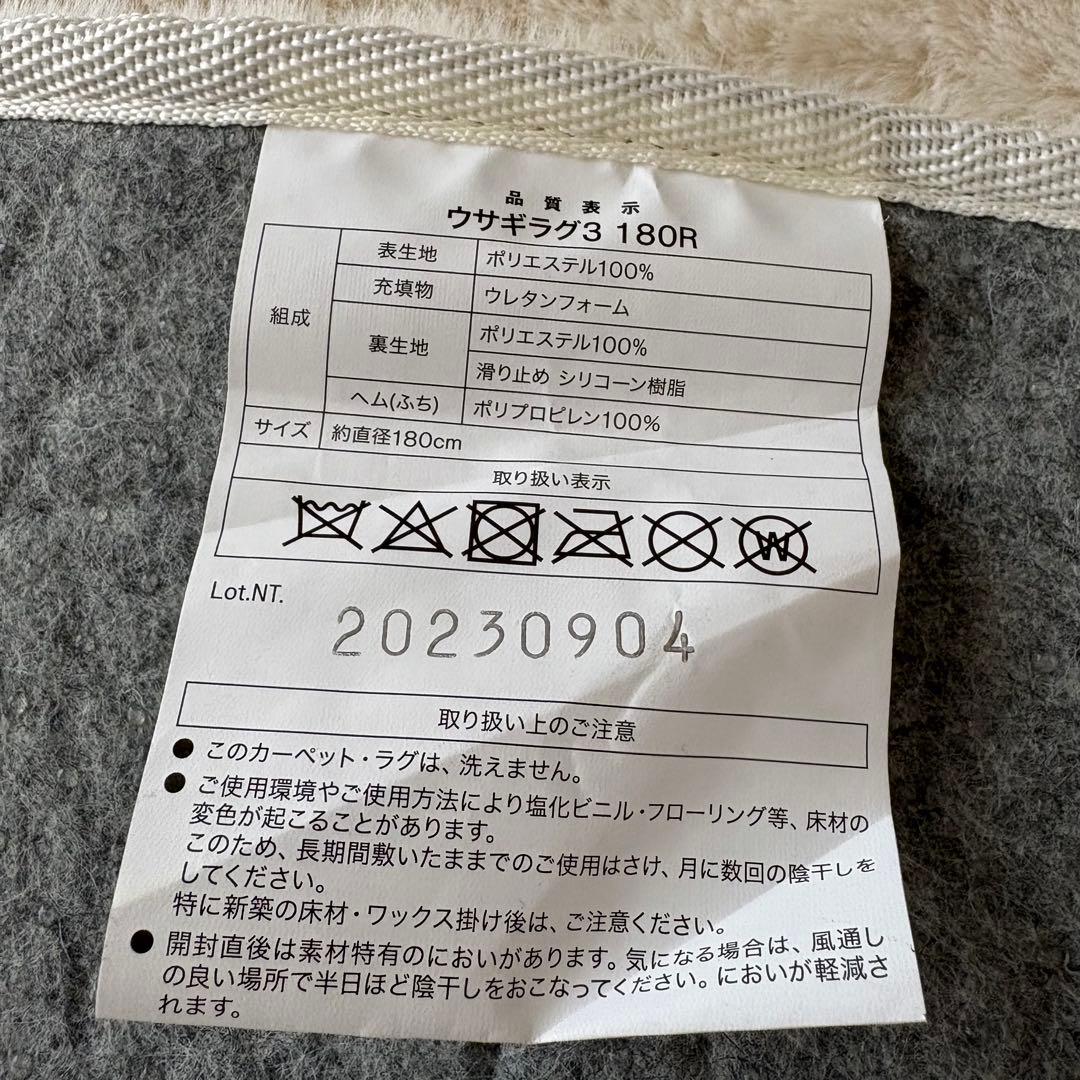 品質表示
ウサギラグ3 180R
組成
表生地 ポリエステル100%
充填物 ウレタンフォーム
裏生地 ポリエステル100%
滑り止め シリコーン樹脂
ヘム(ふち) ポリプロピレン100%
サイズ 約直径180cm
取り扱い表示
W
Lot.NT.
20230904
取り扱い上のご注意
●このカーペット・ラグは、洗えません。
●ご使用環境やご使用方法により塩化ビニル・フローリング等、床材の
変色が起こることがあります。
このため、長期間敷いたままでのご使用はさけ、月に数回の陰干しを
してください。
特に新築の床材・ワックス掛け後は、ご注意ください。
●開封直後は素材特有のにおいがあります。気になる場合は、風通し
の良い場所で半日ほど陰干しをおこなってください。においが軽減さ
れます。